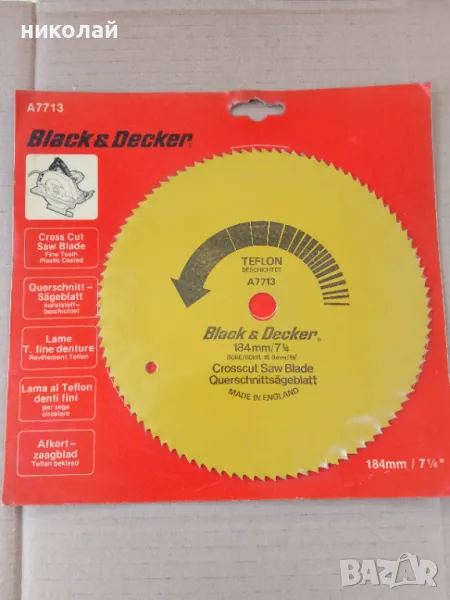 николай
A7713
Black & Decker
Cross Cut
Saw Blade
Fine Tooth
Plastic Coated
Querschnitt-
Sägeblatt
kunststoff-
beschichtet
Lame
T. fine denture
Revêtement Teflon
Lama al Teflon
denti fini
per sega
circolare
Afkort-
zaagblad
Teflon bekleed
TEFLON
BESCHICHTET
A7713
Black & Decker
184mm/7¼
Crosscut Saw Blade
Querschnittsägeblatt
MADE IN ENGLAND
184mm / 7¼"
BAZAR